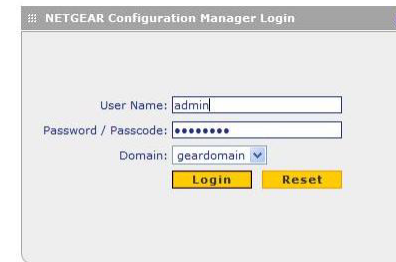 NETGEAR Configuration Manager Login
User Name: admin
Password / Passcode: ••••••••
Domain: geardomain
Login Reset